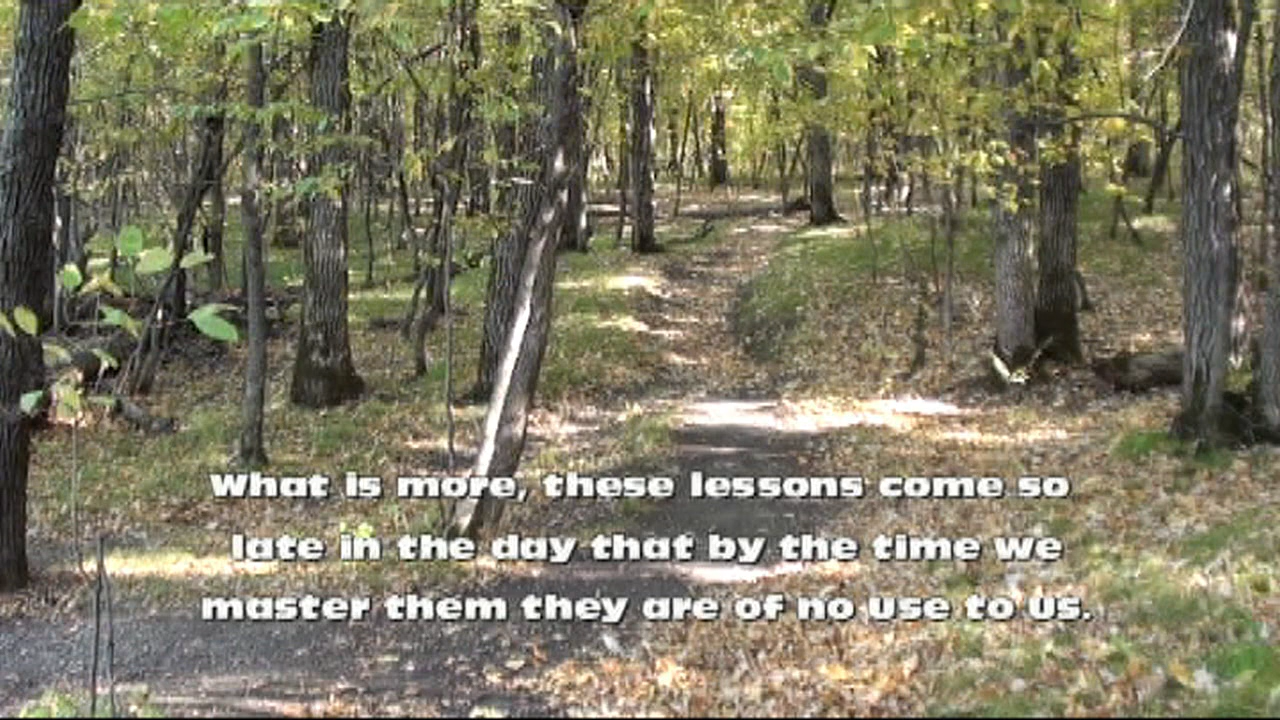 What is more, these lessons come so
late in the day that by the time we
master them they are of no use to us.